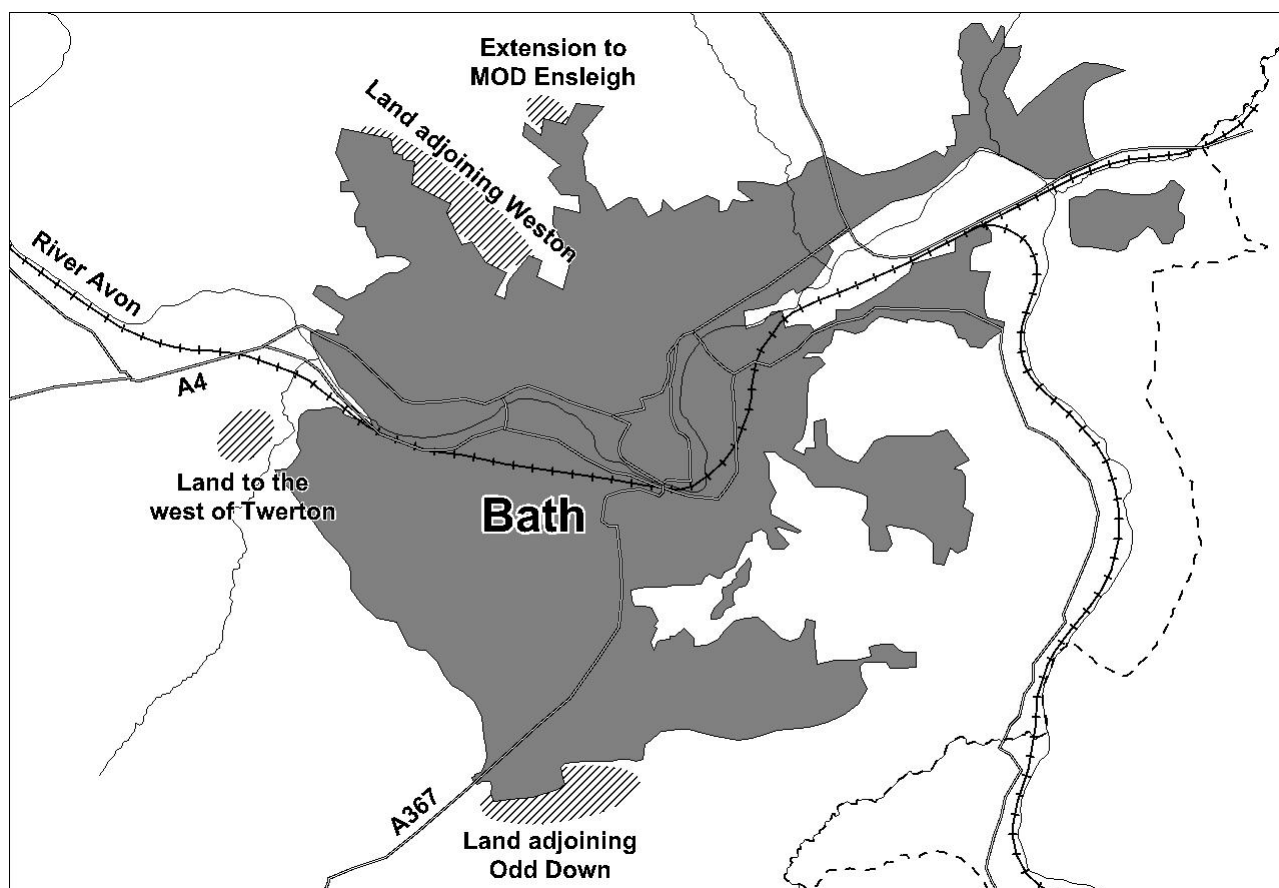 Extension to
MOD Ensleigh
Land adjoining Weston
River Avon
A4
Land to the
west of Twerton
Bath
A367
Land adjoining
Odd Down